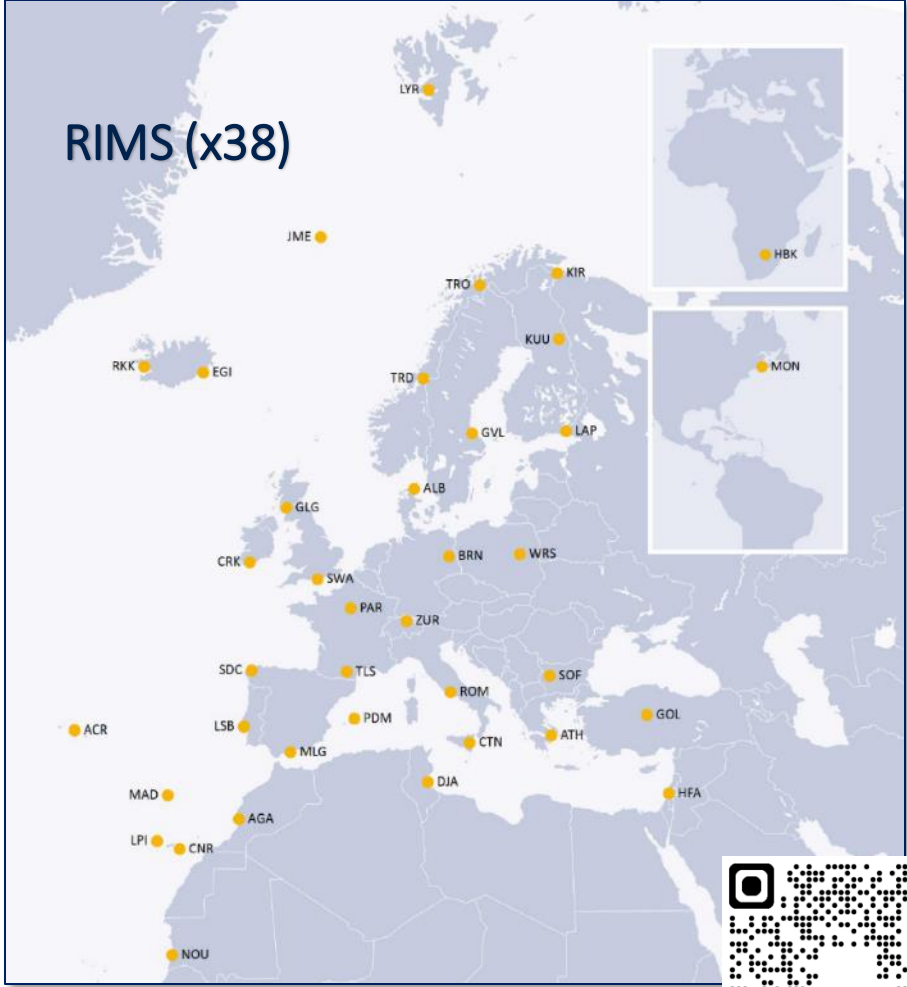 LYR
RIMS (x38)
JME
HBK
TRO
KIR
KUU
RKK
EGI
MON
TRD
GVL
LAP
ALB
GLG
CRK
BRN
WRS
SWA
PAR
ZUR
SDC
TLS
SOF
ROM
GOL
PDM
ACR
LSB
CTN
ATH
MLG
DJA
MAD
HFA
AGA
LPI
CNR
NOU